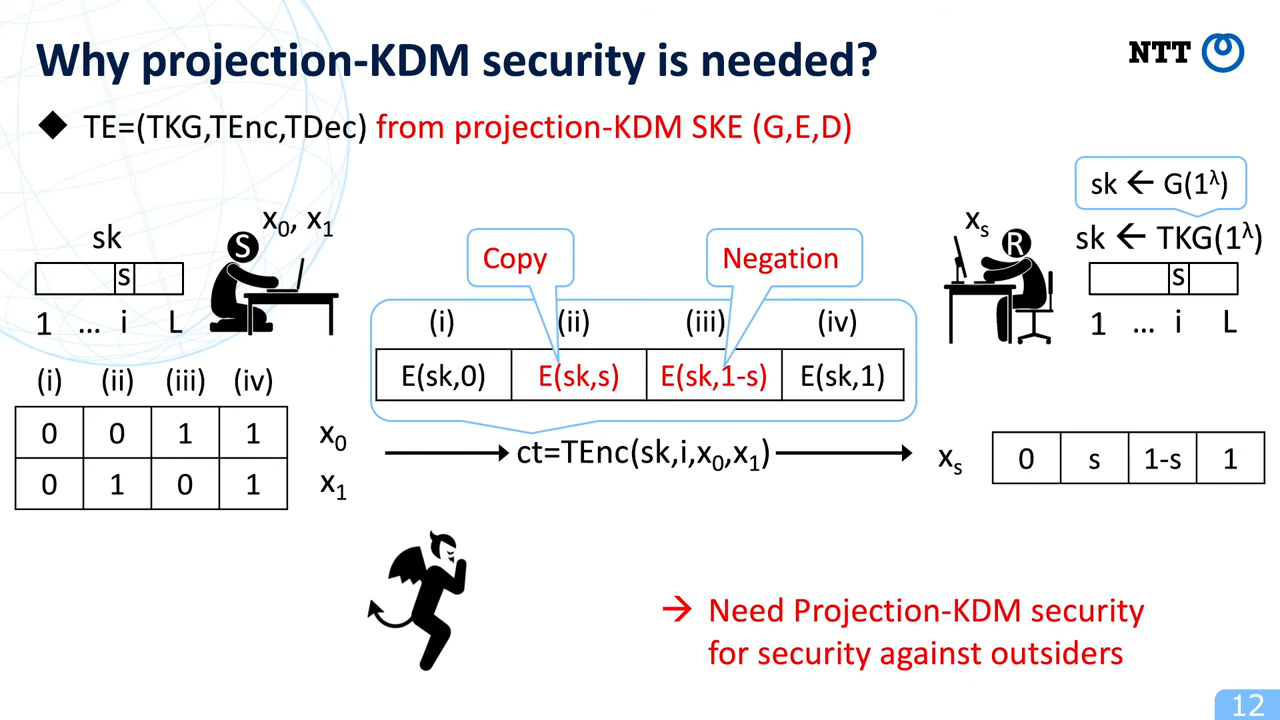 Why projection-KDM security is needed?
NTT
◆ TE=(TKG,TEnc,TDec) from projection-KDM SKE (G,E,D)
sk ← G(1^λ)
sk
x₀, x₁
S
Copy
Negation
xₛ
R
sk ← TKG(1^λ)
s
s
1 ... i L
(i) (ii) (iii) (iv)
1 ... i L
E(sk,0) E(sk,s) E(sk,1-s) E(sk,1)
(i) (ii) (iii) (iv)
0 0 1 1 x₀
0 1 0 1 x₁
ct=TEnc(sk,i,x₀,x₁)
xₛ 0 s 1-s 1
→ Need Projection-KDM security
for security against outsiders
12